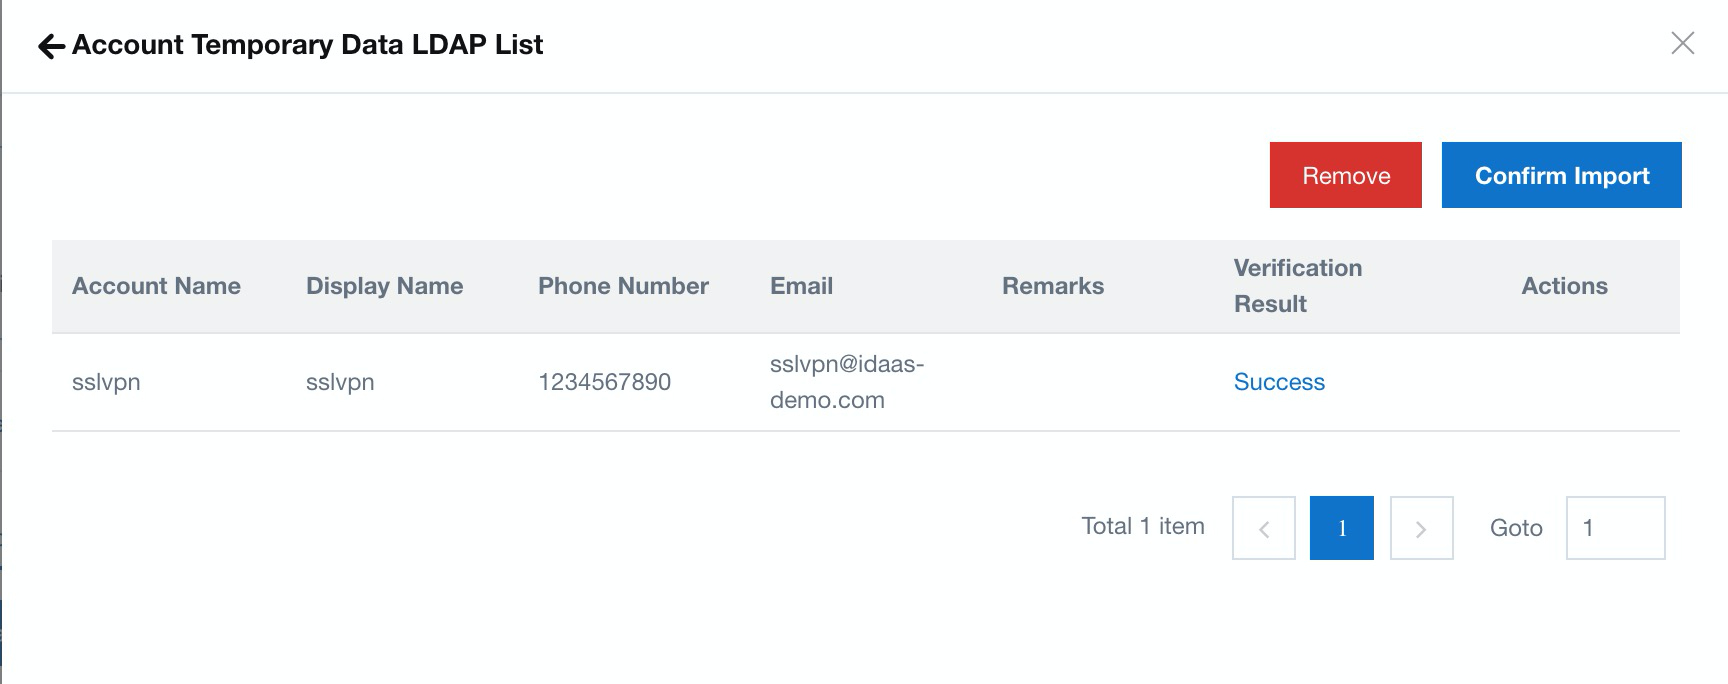 Account Temporary Data LDAP List
Remove
Confirm Import
Account Name
Display Name
Phone Number
Email
Remarks
Verification
Result
Actions
sslvpn
sslvpn
1234567890
sslvpn@idaas-
demo.com
Success
Total 1 item
1
Goto
1